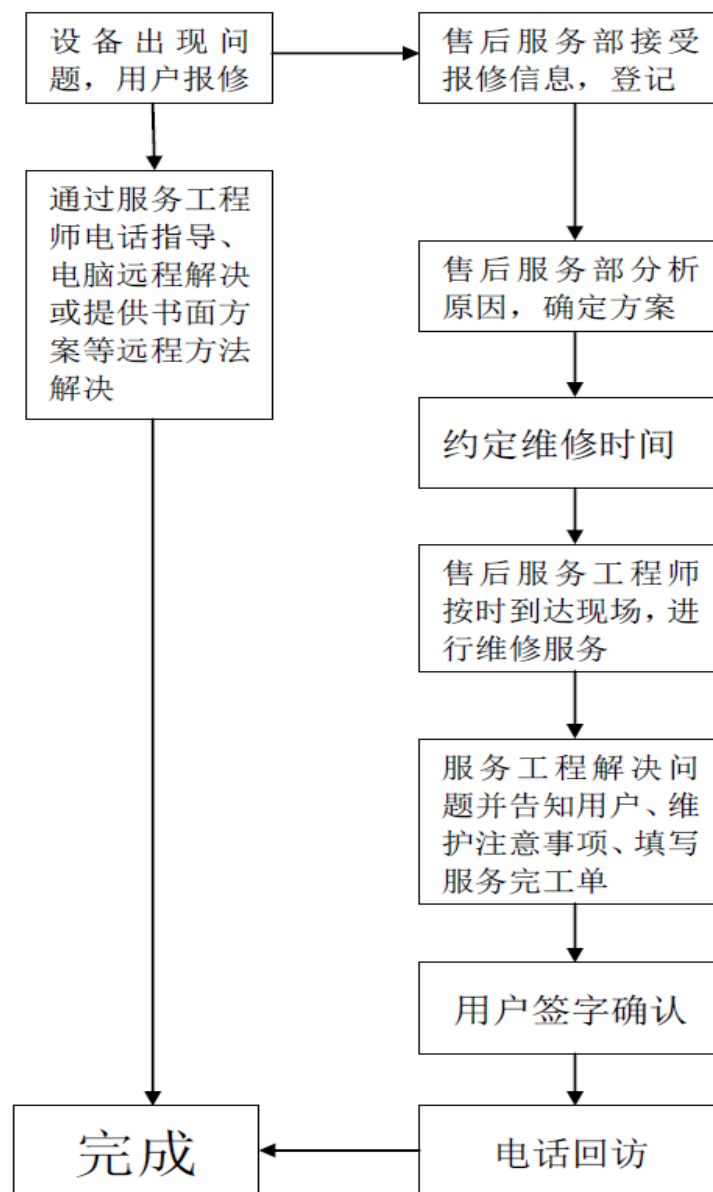 设备出现问
题，用户报修
售后服务部接受
报修信息，登记
通过服务工程
师电话指导、
电脑远程解决
或提供书面方
案等远程方法
解决
售后服务部分析
原因，确定方案
约定维修时间
售后服务工程师
按时到达现场，进
行维修服务
服务工程解决问
题并告知用户、维
护注意事项、填写
服务完工单
用户签字确认
电话回访
完成